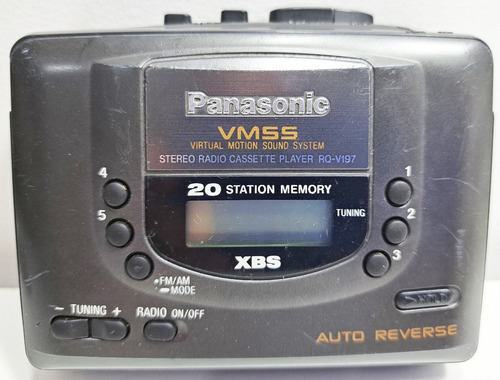 Panasonic
VMSS
VIRTUAL MOTION SOUND SYSTEM
STEREO RADIO CASSETTE PLAYER RQ-V197
20 STATION MEMORY
4
1
TUNING
5
2
3
XBS
FM/AM
MODE
- TUNING +
RADIO ON/OFF
HOLD
AUTO REVERSE